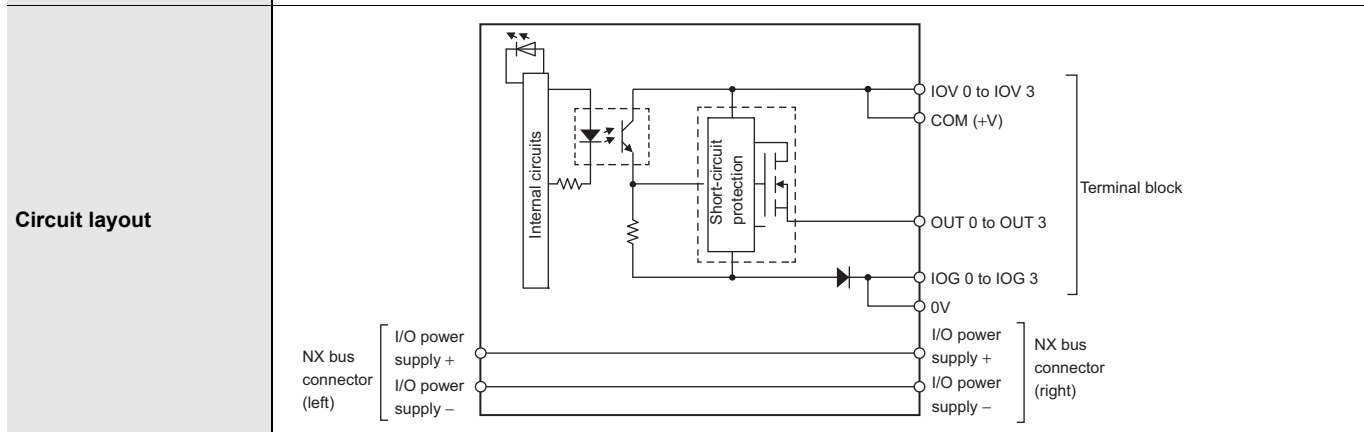 Circuit layout
Internal circuits
Short-circuit
protection
IOV 0 to IOV 3
COM (+V)
OUT 0 to OUT 3
IOG 0 to IOG 3
0V
Terminal block
NX bus
connector
(left)
I/O power
supply +
I/O power
supply −
I/O power
supply +
I/O power
supply −
NX bus
connector
(right)